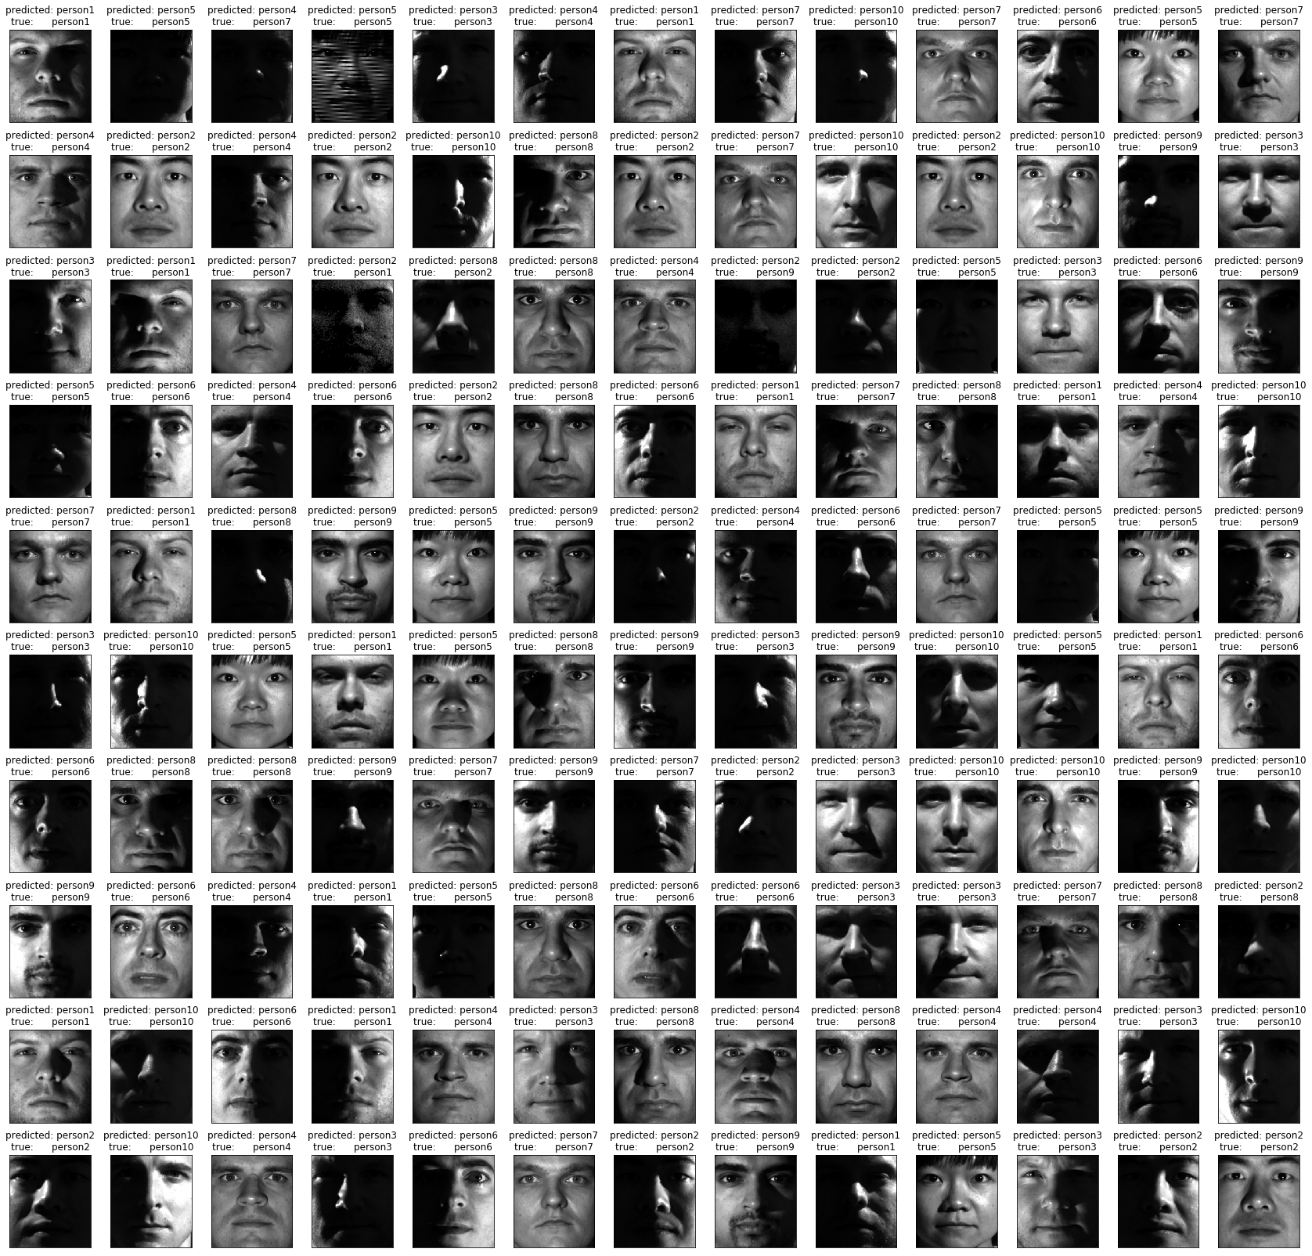 predicted: person1 predicted: person5 predicted: person4 predicted: person5 predicted: person3 predicted: person4 predicted: person1 predicted: person7 predicted: person10 predicted: person7 predicted: person6 predicted: person5 predicted: person7
true: person1 true: person5 true: person7 true: person5 true: person3 true: person4 true: person1 true: person7 true: person10 true: person7 true: person6 true: person5 true: person7
predicted: person4 predicted: person2 predicted: person4 predicted: person2 predicted: person10 predicted: person8 predicted: person2 predicted: person7 predicted: person10 predicted: person2 predicted: person10 predicted: person9 predicted: person3
true: person4 true: person2 true: person4 true: person2 true: person10 true: person8 true: person2 true: person7 true: person10 true: person2 true: person10 true: person9 true: person3
predicted: person3 predicted: person1 predicted: person7 predicted: person2 predicted: person8 predicted: person8 predicted: person4 predicted: person2 predicted: person2 predicted: person5 predicted: person3 predicted: person6 predicted: person9
true: person3 true: person1 true: person7 true: person1 true: person2 true: person8 true: person4 true: person9 true: person2 true: person5 true: person3 true: person6 true: person9
predicted: person5 predicted: person6 predicted: person4 predicted: person6 predicted: person2 predicted: person8 predicted: person6 predicted: person1 predicted: person7 predicted: person8 predicted: person1 predicted: person4 predicted: person10
true: person5 true: person6 true: person4 true: person6 true: person2 true: person8 true: person6 true: person1 true: person7 true: person8 true: person1 true: person4 true: person10
predicted: person7 predicted: person1 predicted: person8 predicted: person9 predicted: person5 predicted: person9 predicted: person2 predicted: person4 predicted: person6 predicted: person7 predicted: person5 predicted: person5 predicted: person9
true: person7 true: person1 true: person8 true: person9 true: person5 true: person9 true: person2 true: person4 true: person6 true: person7 true: person5 true: person5 true: person9
predicted: person3 predicted: person10 predicted: person5 predicted: person1 predicted: person5 predicted: person8 predicted: person9 predicted: person3 predicted: person9 predicted: person10 predicted: person5 predicted: person1 predicted: person6
true: person3 true: person10 true: person5 true: person1 true: person5 true: person8 true: person9 true: person3 true: person9 true: person10 true: person5 true: person1 true: person6
predicted: person6 predicted: person8 predicted: person8 predicted: person9 predicted: person7 predicted: person9 predicted: person7 predicted: person2 predicted: person3 predicted: person10 predicted: person10 predicted: person9 predicted: person10
true: person6 true: person8 true: person8 true: person9 true: person7 true: person9 true: person7 true: person2 true: person3 true: person10 true: person10 true: person9 true: person10
predicted: person9 predicted: person6 predicted: person4 predicted: person1 predicted: person5 predicted: person8 predicted: person6 predicted: person6 predicted: person3 predicted: person3 predicted: person7 predicted: person8 predicted: person2
true: person9 true: person6 true: person4 true: person1 true: person5 true: person8 true: person6 true: person6 true: person3 true: person3 true: person7 true: person8 true: person8
predicted: person1 predicted: person10 predicted: person6 predicted: person1 predicted: person4 predicted: person3 predicted: person8 predicted: person4 predicted: person8 predicted: person4 predicted: person4 predicted: person3 predicted: person10
true: person1 true: person10 true: person6 true: person1 true: person4 true: person3 true: person8 true: person4 true: person8 true: person4 true: person4 true: person3 true: person10
predicted: person2 predicted: person10 predicted: person4 predicted: person3 predicted: person6 predicted: person7 predicted: person2 predicted: person9 predicted: person1 predicted: person5 predicted: person3 predicted: person2 predicted: person2
true: person2 true: person10 true: person4 true: person3 true: person6 true: person7 true: person2 true: person9 true: person1 true: person5 true: person3 true: person2 true: person2